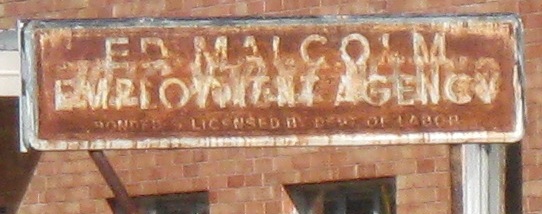 ED MALCOLM
EMPLOYMENT AGENCY
BONDED & LICENSED BY DEPT OF LABOR